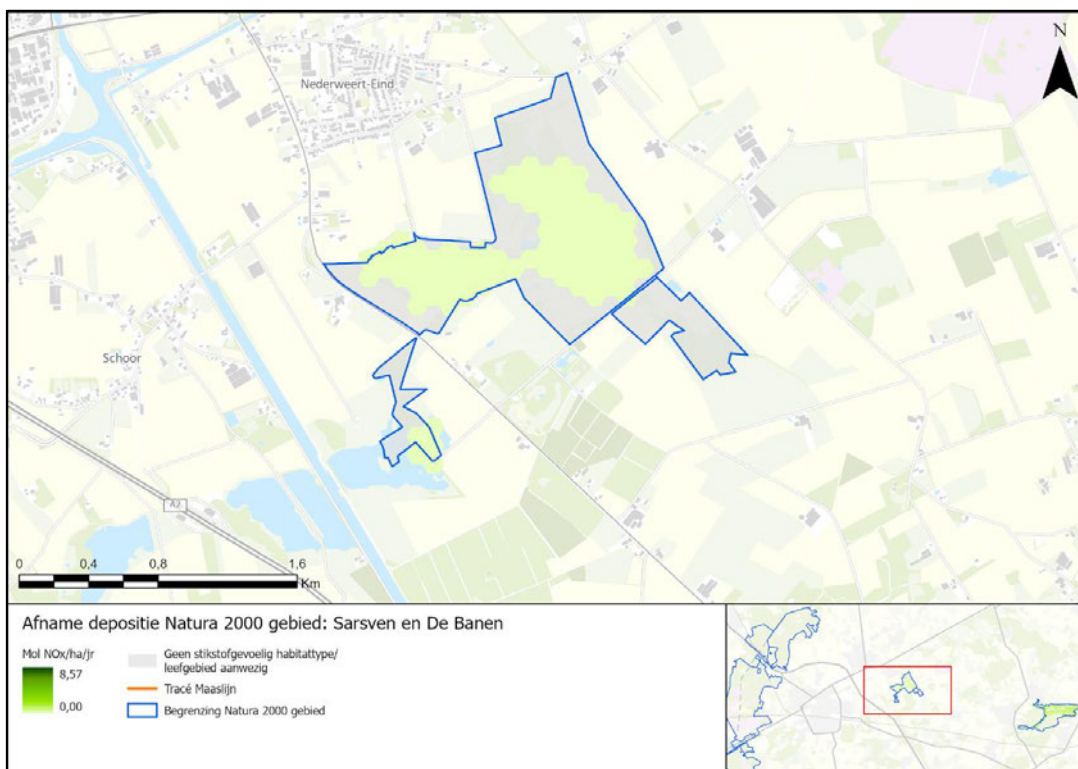 N
Nederweert-Eind
Schoor
A2
0 0,4 0,8 1,6
Km
Afname depositie Natura 2000 gebied: Sarsven en De Banen
Mol NOx/ha/jr
8,57
0,00
Geen stikstofgevoelig habitattype/
leefgebied aanwezig
Tracé Maaslijn
Begrenzing Natura 2000 gebied